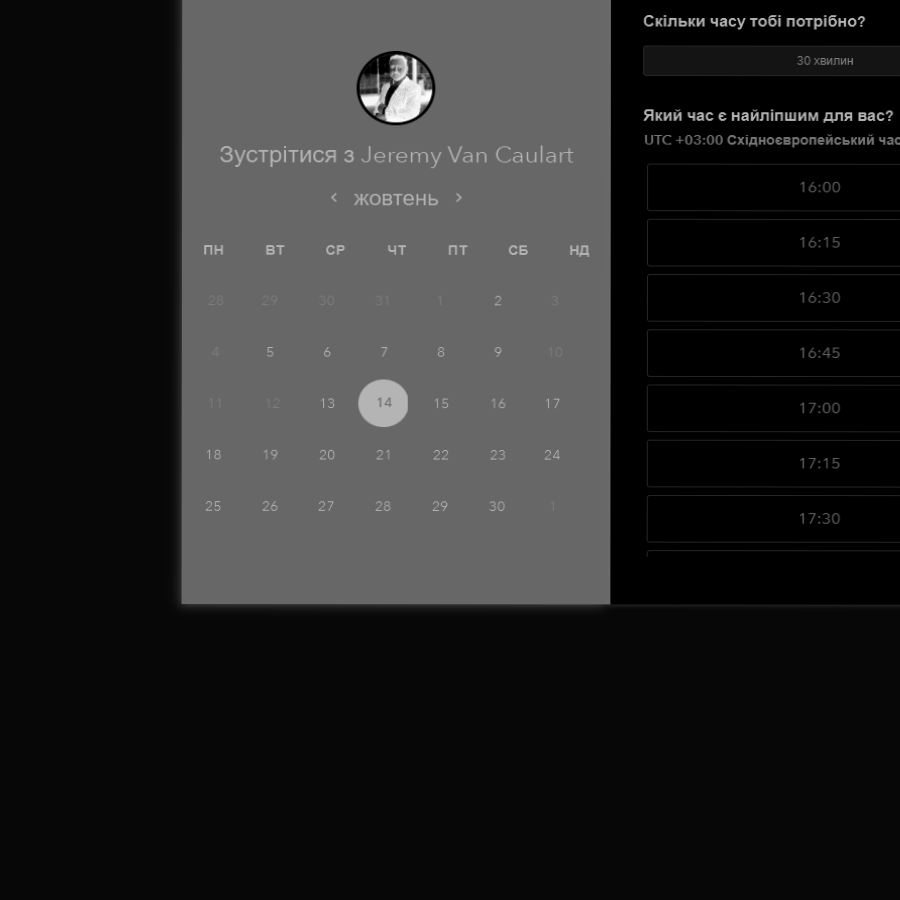 Зустрітися з Jeremy Van Caulart
жовтень
ПН ВТ СР ЧТ ПТ СБ НД
28 29 30 31 1 2 3
4 5 6 7 8 9 10
11 12 13 14 15 16 17
18 19 20 21 22 23 24
25 26 27 28 29 30 1
Скільки часу тобі потрібно?
30 хвилин
Який час є найліпшим для вас?
UTC +03:00 Східноєвропейський час
16:00
16:15
16:30
16:45
17:00
17:15
17:30